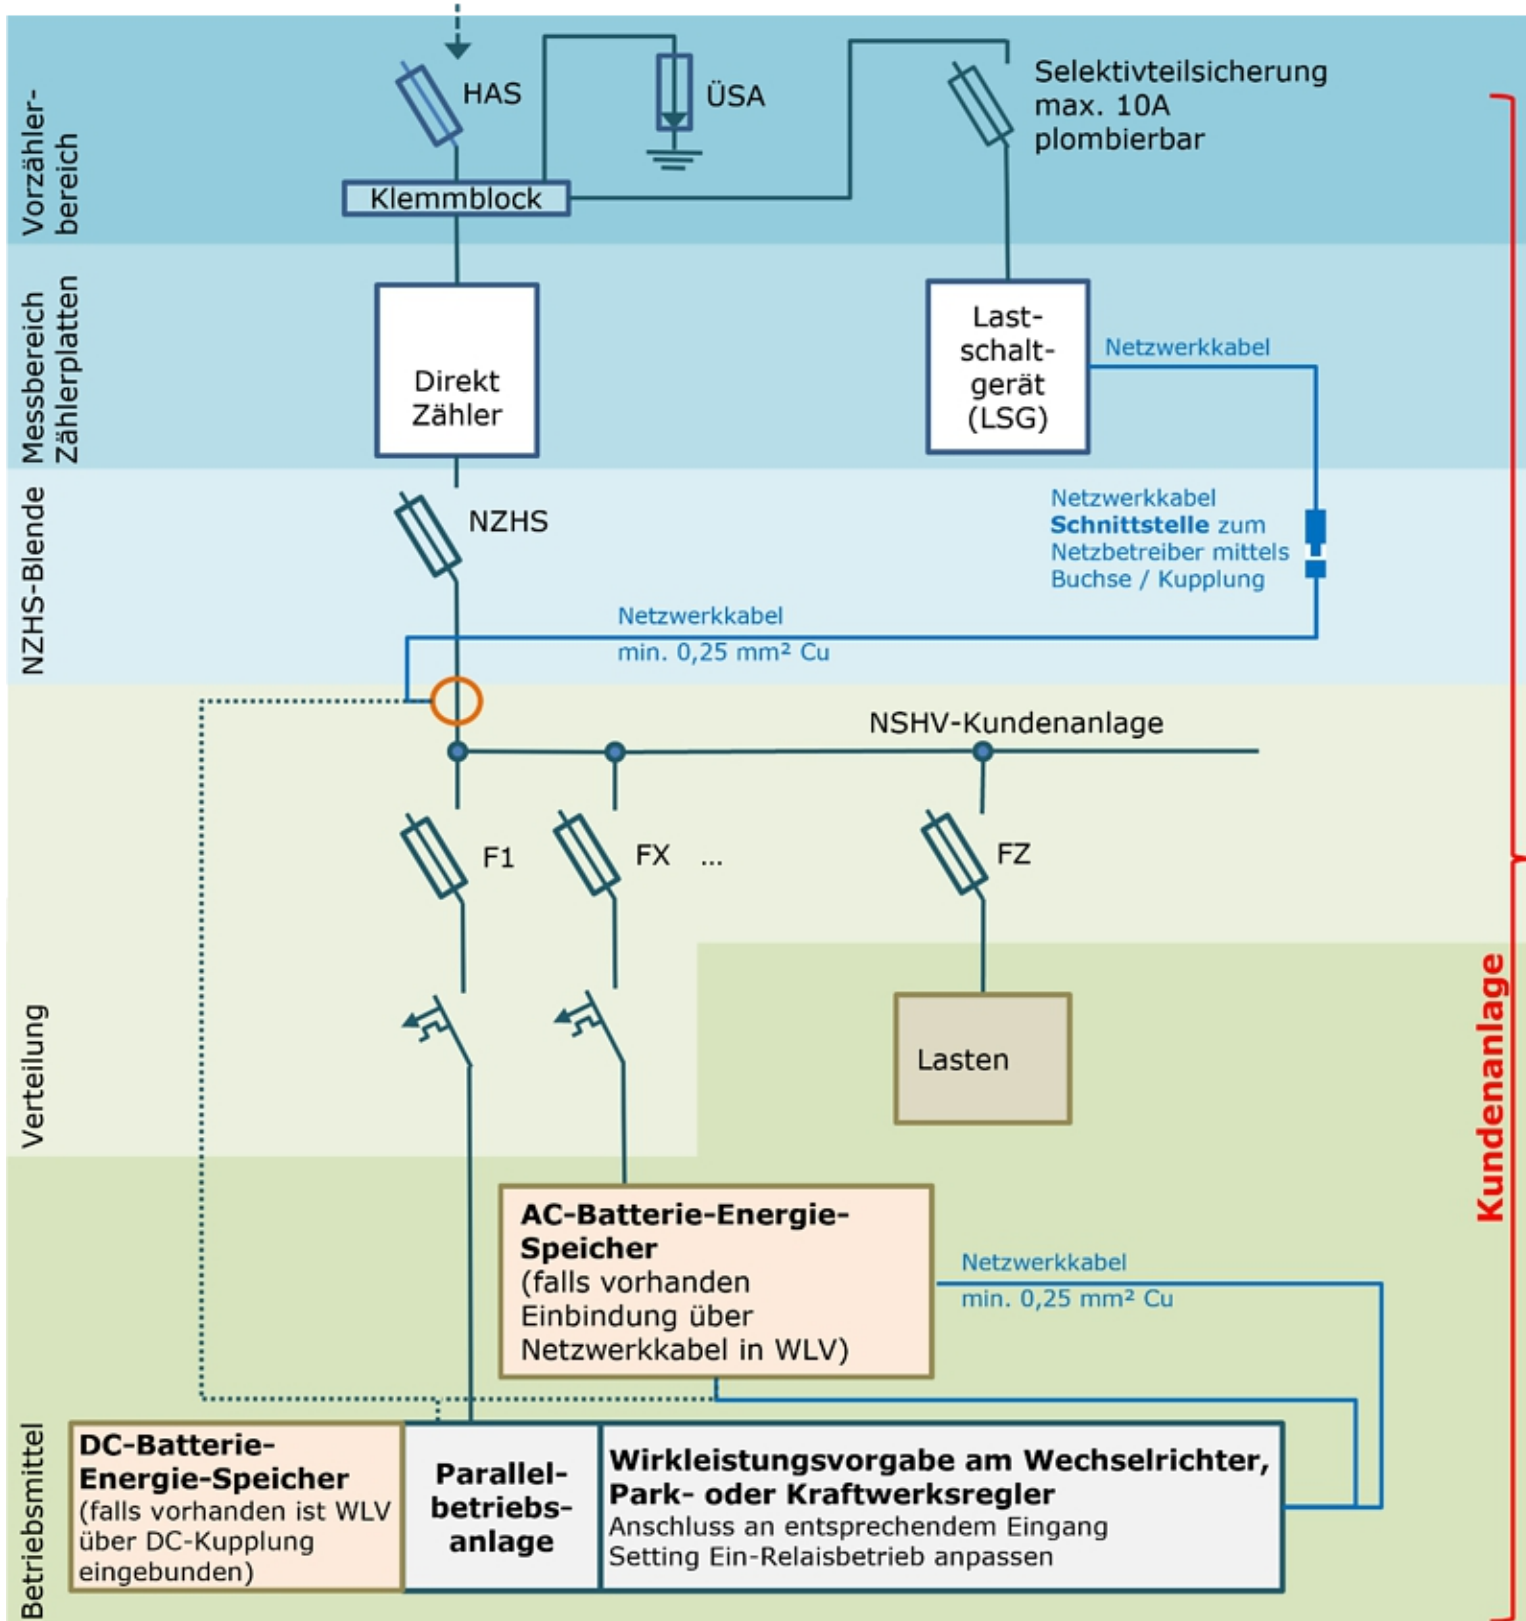 Vorzähler-
bereich
HAS
ÜSA
Selektivteilsicherung
max. 10A
plombierbar
Klemmblock
Messbereich
Zählerplatten
Direkt
Zähler
Last-
schalt-
gerät
(LSG)
Netzwerkkabel
NZHS-Blende
NZHS
Netzwerkkabel
Schnittstelle zum
Netzbetreiber mittels
Buchse / Kupplung
Netzwerkkabel
min. 0,25 mm² Cu
NSHV-Kundenanlage
Verteilung
F1
FX ...
FZ
Lasten
Kundenanlage
AC-Batterie-Energie-
Speicher
(falls vorhanden
Einbindung über
Netzwerkkabel in WLV)
Netzwerkkabel
min. 0,25 mm² Cu
Betriebsmittel
DC-Batterie-
Energie-Speicher
(falls vorhanden ist WLV
über DC-Kupplung
eingebunden)
Parallel-
betriebs-
anlage
Wirkleistungsvorgabe am Wechselrichter,
Park- oder Kraftwerksregler
Anschluss an entsprechendem Eingang
Setting Ein-Relaisbetrieb anpassen